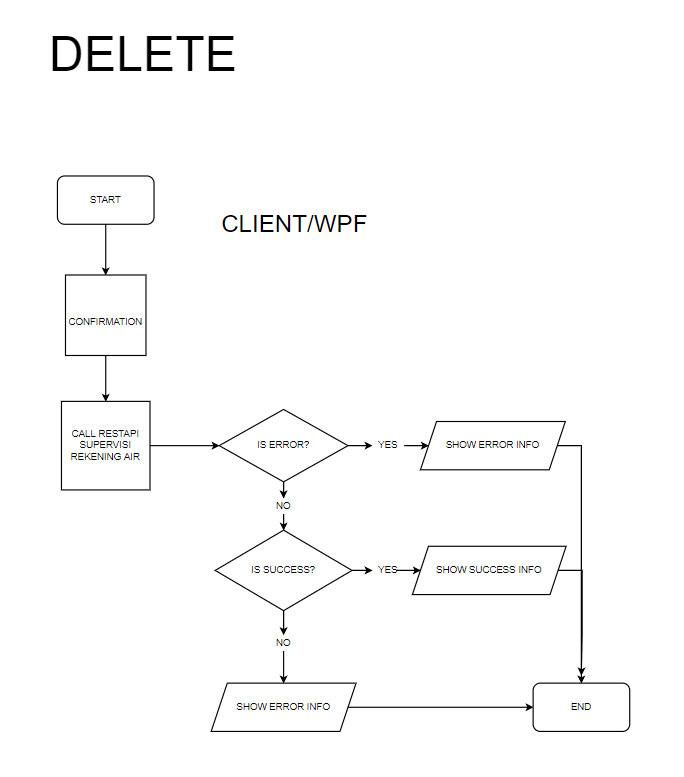 DELETE
START
CLIENT/WPF
CONFIRMATION
CALL RESTAPI
SUPERVISI
REKENING AIR
IS ERROR?
YES
SHOW ERROR INFO
NO
IS SUCCESS?
YES
SHOW SUCCESS INFO
NO
SHOW ERROR INFO
END